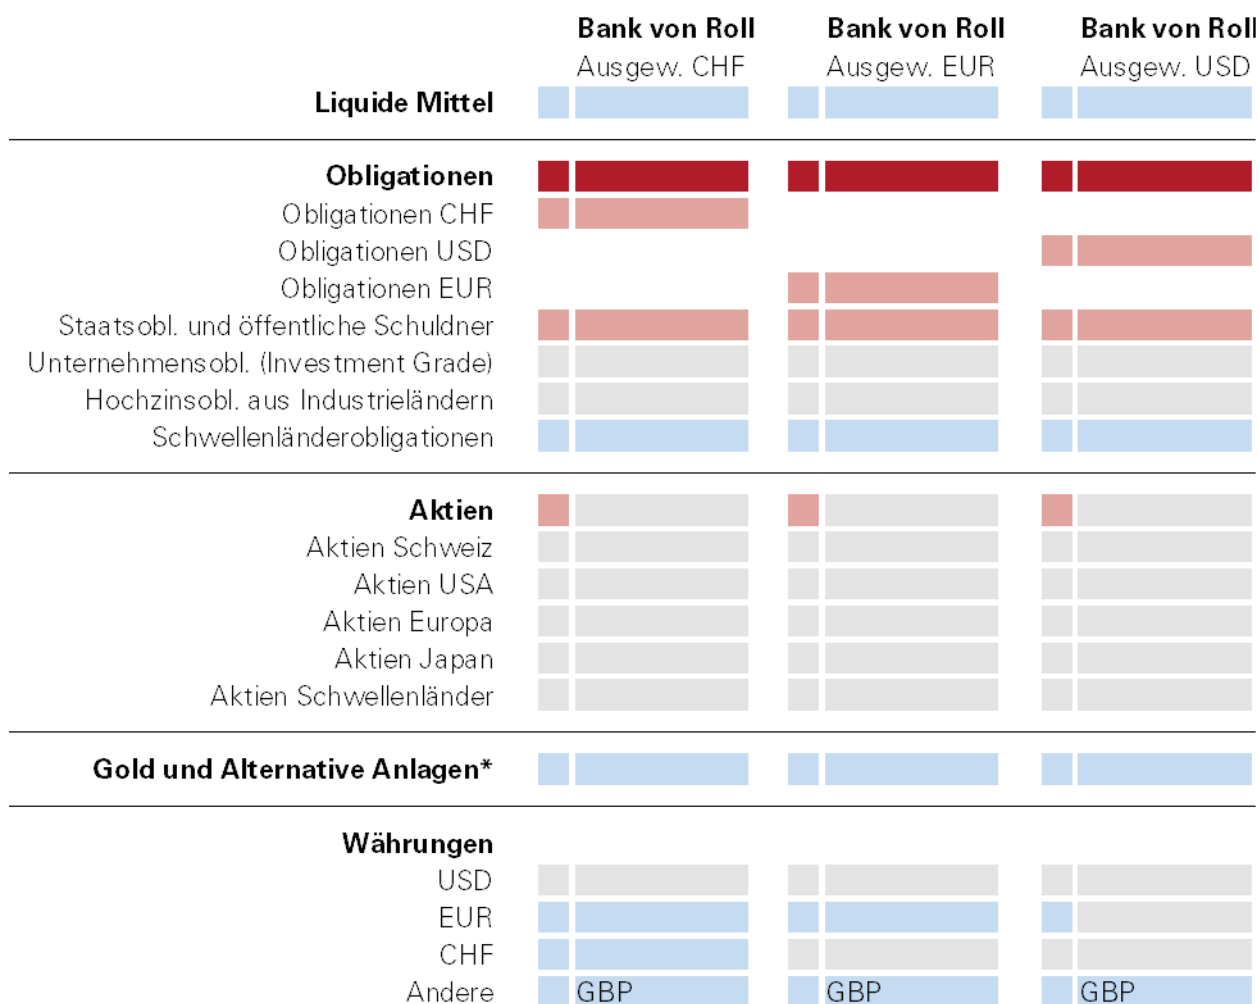 Bank von Roll Bank von Roll Bank von Roll
Ausgew. CHF Ausgew. EUR Ausgew. USD
Liquide Mittel
Obligationen
Obligationen CHF
Obligationen USD
Obligationen EUR
Staatsobl. und öffentliche Schuldner
Unternehmensobl. (Investment Grade)
Hochzinsobl. aus Industrieländern
Schwellenländerobligationen
Aktien
Aktien Schweiz
Aktien USA
Aktien Europa
Aktien Japan
Aktien Schwellenländer
Gold und Alternative Anlagen*
Währungen
USD
EUR
CHF
Andere GBP GBP GBP